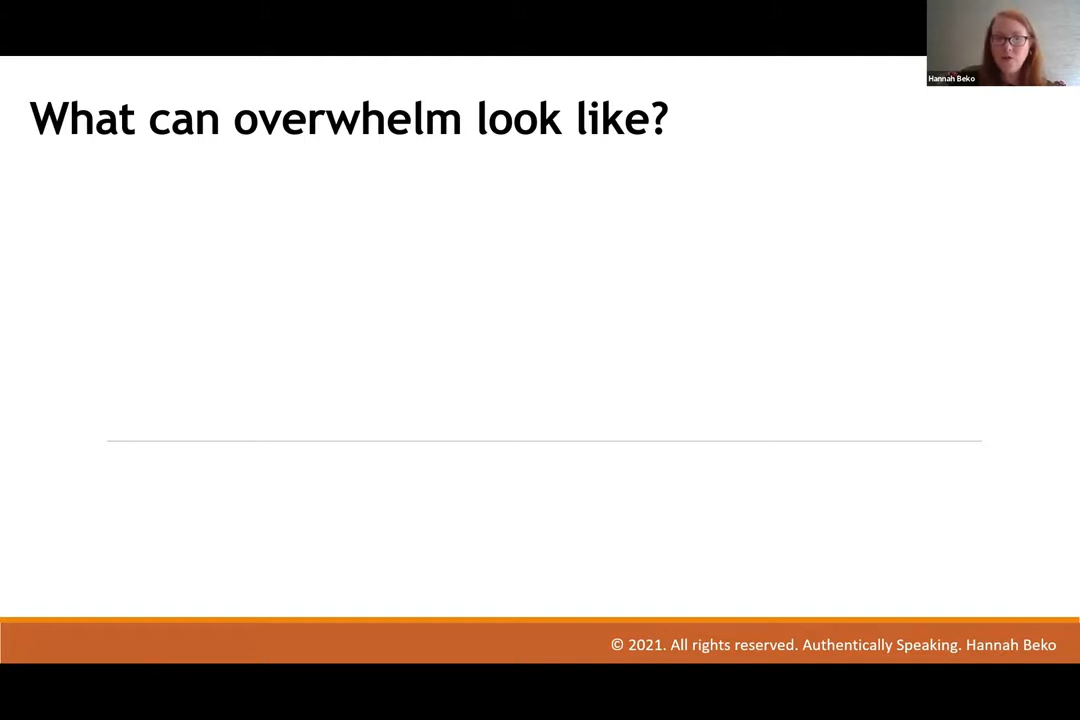 Hannah Beko
What can overwhelm look like?
© 2021. All rights reserved. Authentically Speaking. Hannah Beko